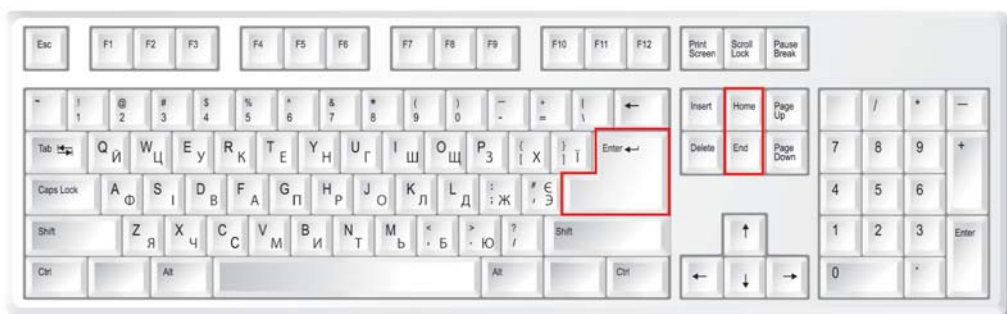 Esc F1 F2 F3 F4 F5 F6 F7 F8 F9 F10 F11 F12 Print Screen Scroll Lock Pause Break
~ ! 1 @ 2 # 3 $ 4 % 5 ^ 6 & 7 * 8 ( 9 ) 0 — - + = | \ ← Insert Home Page Up / * —
Tab Q Й W Ц E У R К T Е Y Н U Г I Ш O Щ P З { [ Х } ] Ї Enter Delete End Page Down 7 8 9 +
Caps Lock A Ф S І D В F А G П H Р J О K Л L Д : ; Ж " ' Є Э 4 5 6
Shift Z Я X Ч C С V М B И N Т M Ь < , Б > . Ю ? / Shift ↑ 1 2 3 Enter
Ctrl Alt Alt Ctrl ← ↓ → 0 .